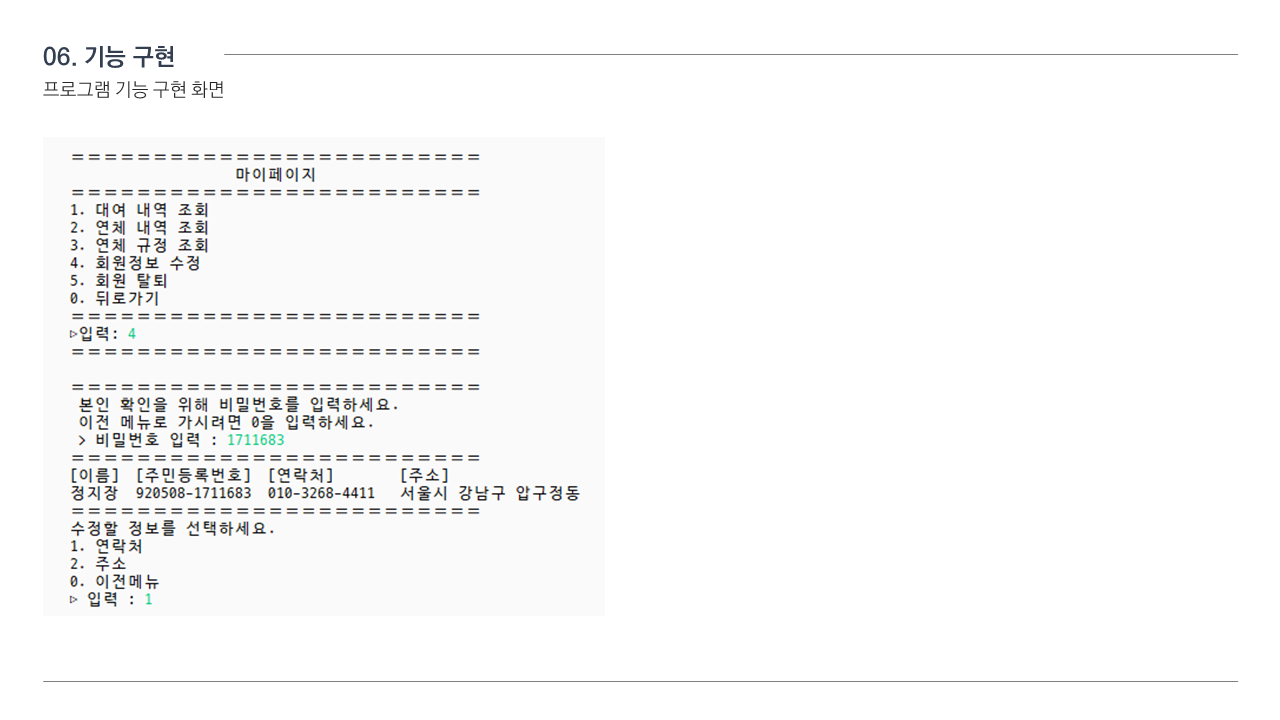 06. 기능 구현
프로그램 기능 구현 화면
=========================
마이페이지
=========================
1. 대여 내역 조회
2. 연체 내역 조회
3. 연체 규정 조회
4. 회원정보 수정
5. 회원 탈퇴
0. 뒤로가기
=========================
▷입력: 4
=========================
=========================
본인 확인을 위해 비밀번호를 입력하세요.
이전 메뉴로 가시려면 0을 입력하세요.
> 비밀번호 입력 : 1711683
=========================
[이름] [주민등록번호] [연락처] [주소]
정지장 920508-1711683 010-3268-4411 서울시 강남구 압구정동
=========================
수정할 정보를 선택하세요.
1. 연락처
2. 주소
0. 이전메뉴
▷ 입력 : 1